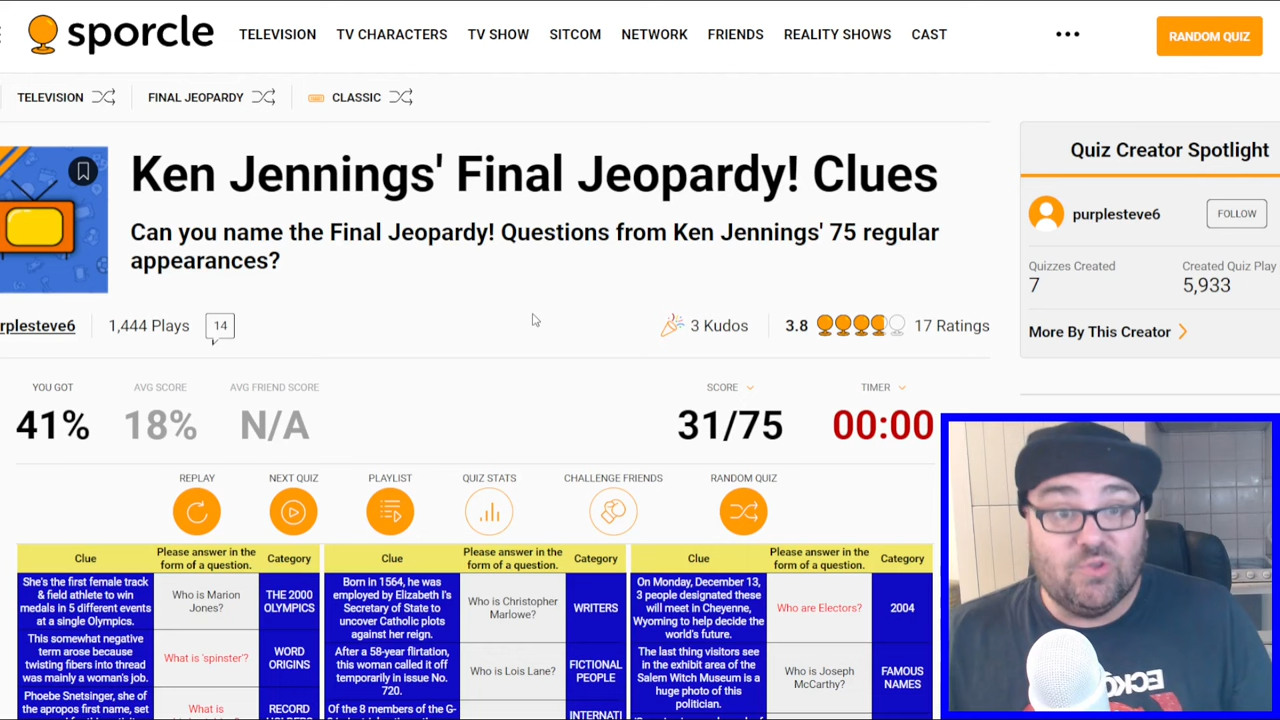 sporcle
TELEVISION TV CHARACTERS TV SHOW SITCOM NETWORK FRIENDS REALITY SHOWS CAST
RANDOM QUIZ
TELEVISION FINAL JEOPARDY CLASSIC
Ken Jennings' Final Jeopardy! Clues
Can you name the Final Jeopardy! Questions from Ken Jennings' 75 regular
appearances?
rplesteve6 1,444 Plays 14
3 Kudos 3.8 17 Ratings
Quiz Creator Spotlight
purplesteve6 FOLLOW
Quizzes Created Created Quiz Play
7 5,933
More By This Creator
YOU GOT AVG SCORE AVG FRIEND SCORE SCORE TIMER
41% 18% N/A 31/75 00:00
REPLAY NEXT QUIZ PLAYLIST QUIZ STATS CHALLENGE FRIENDS RANDOM QUIZ
Clue
Please answer in the
form of a question.
Category
She's the first female track
& field athlete to win
medals in 5 different events
at a single Olympics.
Who is Marion
Jones?
THE 2000
OLYMPICS
This somewhat negative
term arose because
twisting fibers into thread
was mainly a woman's job.
What is 'spinster'?
WORD
ORIGINS
Phoebe Snetsinger, she of
the apropos first name, set
What is
RECORD
Clue
Please answer in the
form of a question.
Category
Born in 1564, he was
employed by Elizabeth I's
Secretary of State to
uncover Catholic plots
against her reign.
Who is Christopher
Marlowe?
WRITERS
After a 58-year flirtation,
this woman called it off
temporarily in issue No.
720.
Who is Lois Lane?
FICTIONAL
PEOPLE
Of the 8 members of the G-
INTERNATI
Clue
Please answer in the
form of a question.
Category
On Monday, December 13,
3 people designated these
will meet in Cheyenne,
Wyoming to help decide the
world's future.
Who are Electors?
2004
The last thing visitors see
in the exhibit area of the
Salem Witch Museum is a
huge photo of this
politician.
Who is Joseph
McCarthy?
FAMOUS
NAMES